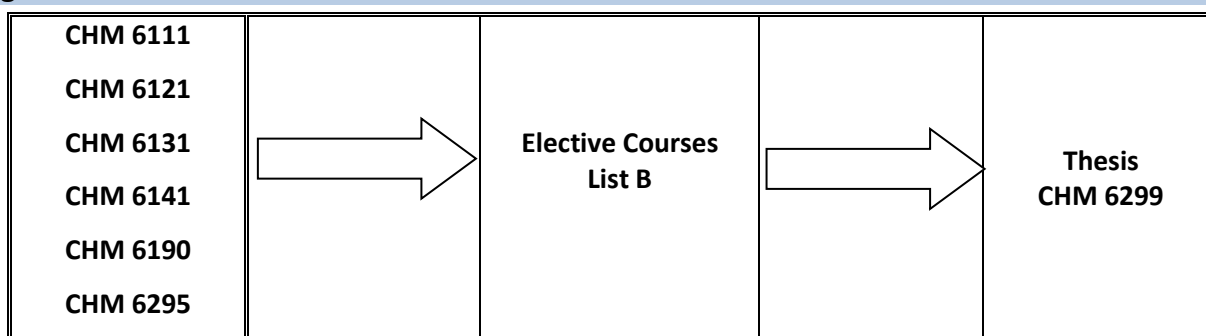 CHM 6111
CHM 6121
CHM 6131
CHM 6141
CHM 6190
CHM 6295
Elective Courses
List B
Thesis
CHM 6299